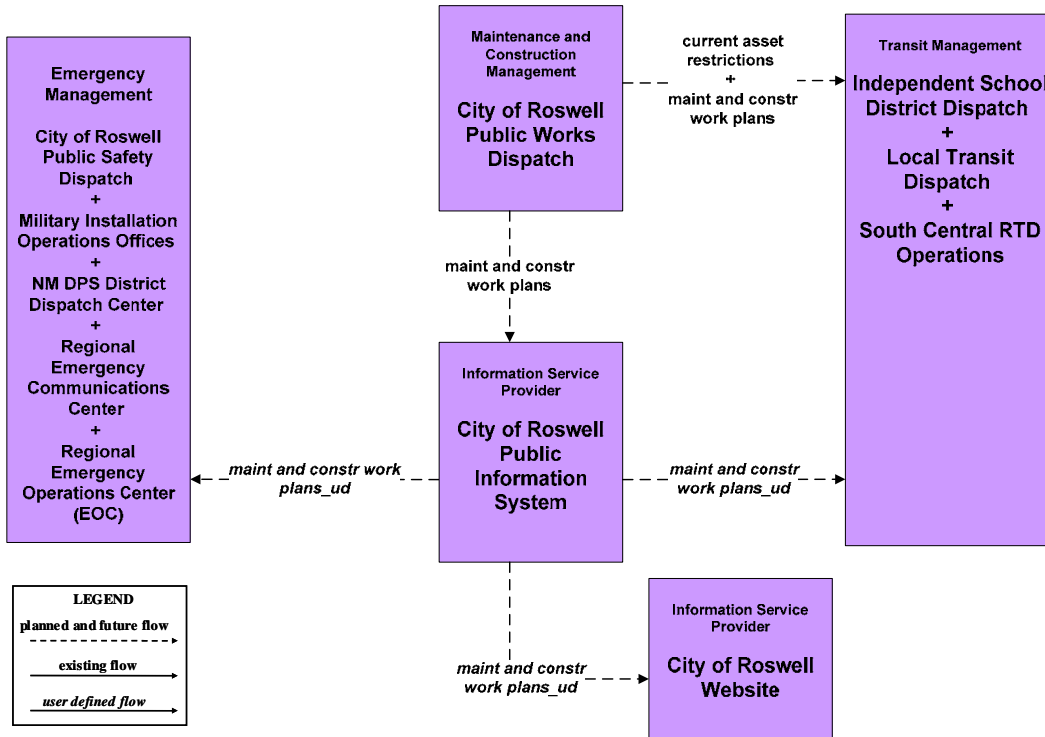 Emergency
Management
City of Roswell
Public Safety
Dispatch
+
Military Installation
Operations Offices
+
NM DPS District
Dispatch Center
+
Regional
Emergency
Communications
Center
+
Regional
Emergency
Operations Center
(EOC)
Maintenance and
Construction
Management
City of Roswell
Public Works
Dispatch
current asset
restrictions
+
maint and constr
work plans
Transit Management
Independent School
District Dispatch
+
Local Transit
Dispatch
+
South Central RTD
Operations
maint and constr
work plans
Information Service
Provider
City of Roswell
Public
Information
System
maint and constr work
plans_ud
maint and constr
work plans_ud
maint and constr
work plans_ud
Information Service
Provider
City of Roswell
Website
LEGEND
planned and future flow
existing flow
user defined flow